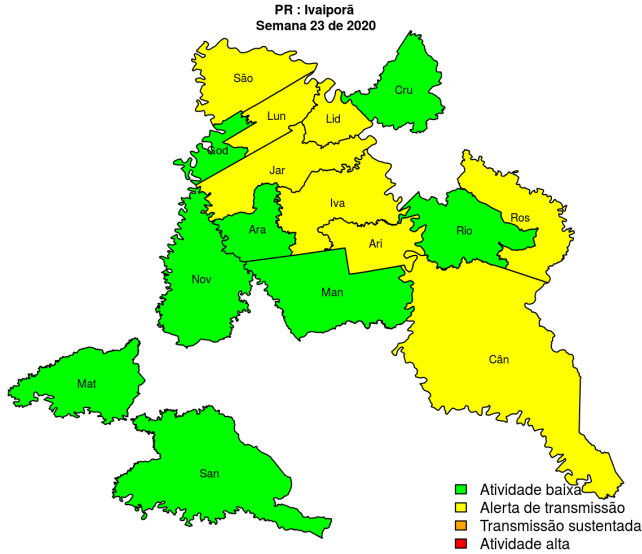 PR : Ivaiporã
Semana 23 de 2020
São
Cru
Lun
Lid
God
Jar
Iva
Ros
Ara
Rio
Ari
Nov
Man
Cân
Mat
San
Atividade baixa
Alerta de transmissão
Transmissão sustentada
Atividade alta